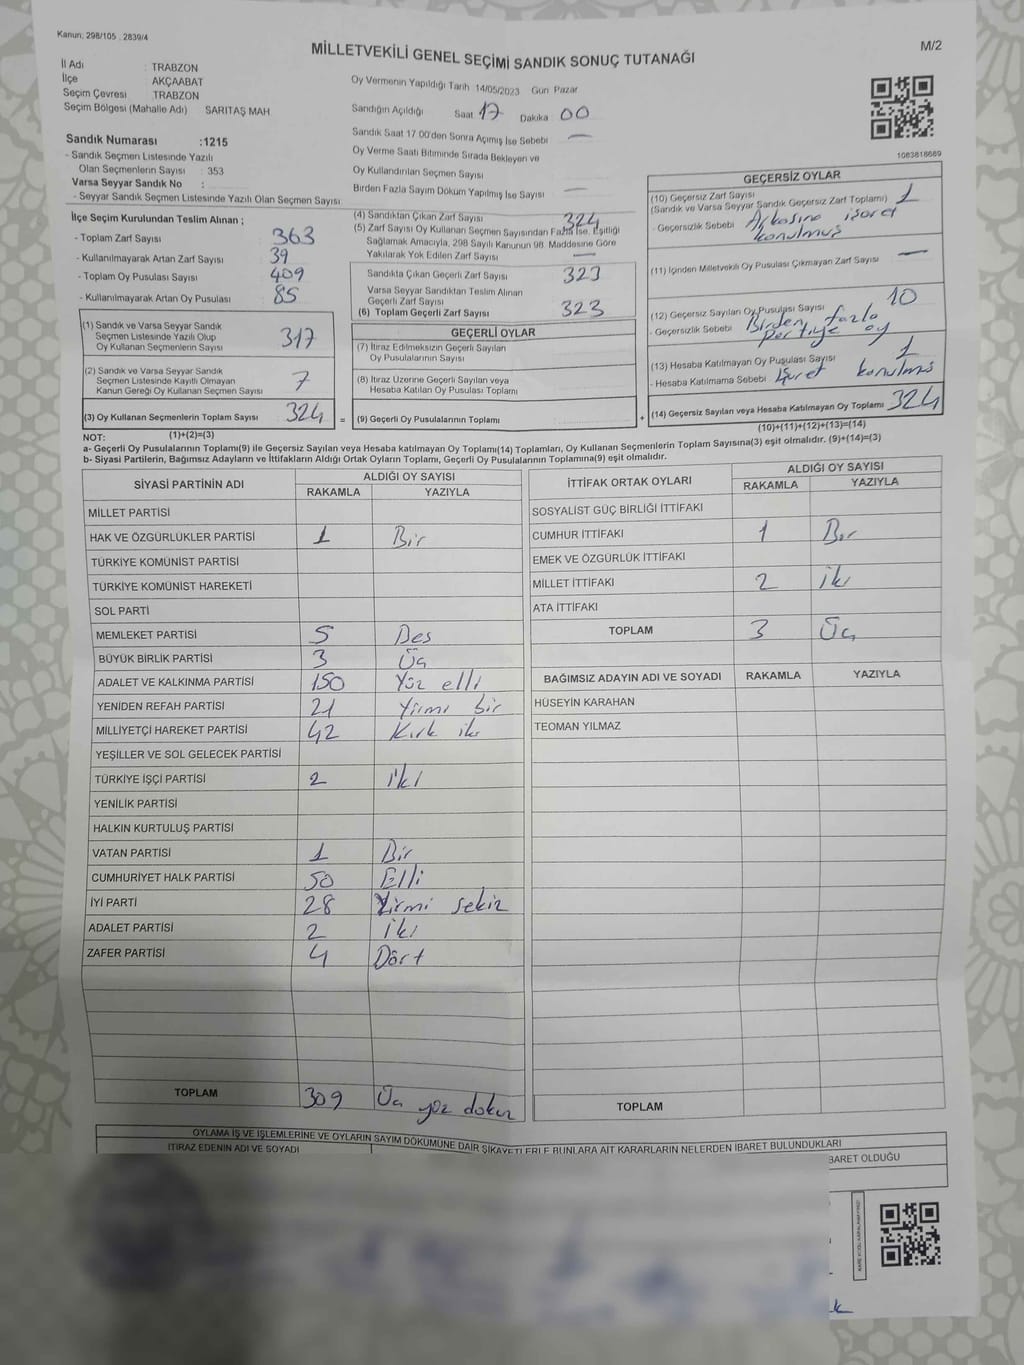 Kanun: 298/105 , 2839/4
MİLLETVEKİLİ GENEL SEÇİMİ SANDIK SONUÇ TUTANAĞI
M/2
İl Adı : TRABZON
İlçe : AKÇAABAT
Seçim Çevresi : TRABZON
Seçim Bölgesi (Mahalle Adı) SARITAŞ MAH
Oy Vermenin Yapıldığı Tarih 14/05/2023 Gün Pazar
Sandığın Açıldığı Saat 17 Dakika 00
Sandık Saat 17:00'den Sonra Açımış İse Sebebi —
Oy Verme Saati Bitiminde Sırada Bekleyen ve
Oy Kullandırılan Seçmen Sayısı
Birden Fazla Sayım Döküm Yapılmış İse Sayısı —
1063818689
Sandık Numarası :1215
- Sandık Seçmen Listesinde Yazılı
Olan Seçmenlerin Sayısı : 353
Varsa Seyyar Sandık No :
- Seyyar Sandık Seçmen Listesinde Yazılı Olan Seçmen Sayısı
İlçe Seçim Kurulundan Teslim Alınan ;
- Toplam Zarf Sayısı 363
- Kullanılmayarak Artan Zarf Sayısı 39
- Toplam Oy Pusulası Sayısı 409
- Kullanılmayarak Artan Oy Pusulası 85
(1) Sandık ve Varsa Seyyar Sandık
Seçmen Listesinde Yazılı Olup
Oy Kullanan Seçmenlerin Sayısı 317
(2) Sandık ve Varsa Seyyar Sandık
Seçmen Listesinde Kayıtlı Olmayan
Kanun Gereği Oy Kullanan Seçmen Sayısı 7
(3) Oy Kullanan Seçmenlerin Toplam Sayısı 324 =
(1)+(2)=(3)
(4) Sandıktan Çıkan Zarf Sayısı 324
(5) Zarf Sayısı Oy Kullanan Seçmen Sayısından Fazla İse, Eşitliği
Sağlamak Amacıyla, 298 Sayılı Kanunun 98. Maddesine Göre
Yakılarak Yok Edilen Zarf Sayısı —
Sandıkta Çıkan Geçerli Zarf Sayısı 323
Varsa Seyyar Sandıktan Teslim Alınan
Geçerli Zarf Sayısı
(6) Toplam Geçerli Zarf Sayısı 323
GEÇERLİ OYLAR
(7) İtiraz Edilmeksizin Geçerli Sayılan
Oy Pusulalarının Sayısı
(8) İtiraz Üzerine Geçerli Sayılan veya
Hesaba Katılan Oy Pusulası Toplamı
(9) Geçerli Oy Pusulalarının Toplamı +
GEÇERSİZ OYLAR
(10) Geçersiz Zarf Sayısı
(Sandık ve Varsa Seyyar Sandık Geçersiz Zarf Toplamı) 1
- Geçersizlik Sebebi Arkasına işaret
konulmuş
(11) İçinden Milletvekili Oy Pusulası Çıkmayan Zarf Sayısı —
(12) Geçersiz Sayılan Oy Pusulası Sayısı 10
- Geçersizlik Sebebi Birden fazla
partiye oy
(13) Hesaba Katılmayan Oy Pusulası Sayısı 1
- Hesaba Katılmama Sebebi İşaret konulmuş
(14) Geçersiz Sayılan veya Hesaba Katılmayan Oy Toplamı 324
(10)+(11)+(12)+(13)=(14)
NOT:
a- Geçerli Oy Pusulalarının Toplamı(9) ile Geçersiz Sayılan veya Hesaba katılmayan Oy Toplamı(14) Toplamları, Oy Kullanan Seçmenlerin Toplam Sayısına(3) eşit olmalıdır. (9)+(14)=(3)
b- Siyasi Partilerin, Bağımsız Adayların ve İttifakların Aldığı Ortak Oyların Toplamı, Geçerli Oy Pusulalarının Toplamına(9) eşit olmalıdır.
SİYASİ PARTİNİN ADI
ALDIĞI OY SAYISI
RAKAMLA YAZIYLA
MİLLET PARTİSİ
HAK VE ÖZGÜRLÜKLER PARTİSİ 1 Bir
TÜRKİYE KOMÜNİST PARTİSİ
TÜRKİYE KOMÜNİST HAREKETİ
SOL PARTİ
MEMLEKET PARTİSİ 5 Beş
BÜYÜK BİRLİK PARTİSİ 3 Üç
ADALET VE KALKINMA PARTİSİ 150 Yüz elli
YENİDEN REFAH PARTİSİ 21 Yirmi bir
MİLLİYETÇİ HAREKET PARTİSİ 42 Kırk iki
YEŞİLLER VE SOL GELECEK PARTİSİ
TÜRKİYE İŞÇİ PARTİSİ 2 iki
YENİLİK PARTİSİ
HALKIN KURTULUŞ PARTİSİ
VATAN PARTİSİ 1 Bir
CUMHURİYET HALK PARTİSİ 50 Elli
İYİ PARTİ 28 Yirmi sekiz
ADALET PARTİSİ 2 iki
ZAFER PARTİSİ 4 Dört
TOPLAM 309 Üç yüz dokuz
İTTİFAK ORTAK OYLARI
ALDIĞI OY SAYISI
RAKAMLA YAZIYLA
SOSYALİST GÜÇ BİRLİĞİ İTTİFAKI
CUMHUR İTTİFAKI 1 Bir
EMEK VE ÖZGÜRLÜK İTTİFAKI
MİLLET İTTİFAKI 2 iki
ATA İTTİFAKI
TOPLAM 3 Üç
BAĞIMSIZ ADAYIN ADI VE SOYADI RAKAMLA YAZIYLA
HÜSEYİN KARAHAN
TEOMAN YILMAZ
TOPLAM
OYLAMA İŞ VE İŞLEMLERİNE VE OYLARIN SAYIM DÖKÜMÜNE DAİR ŞİKAYETLERLE BUNLARA AİT KARARLARIN NELERDEN İBARET BULUNDUKLARI
İTİRAZ EDENİN ADI VE SOYADI
BARET OLDUĞU